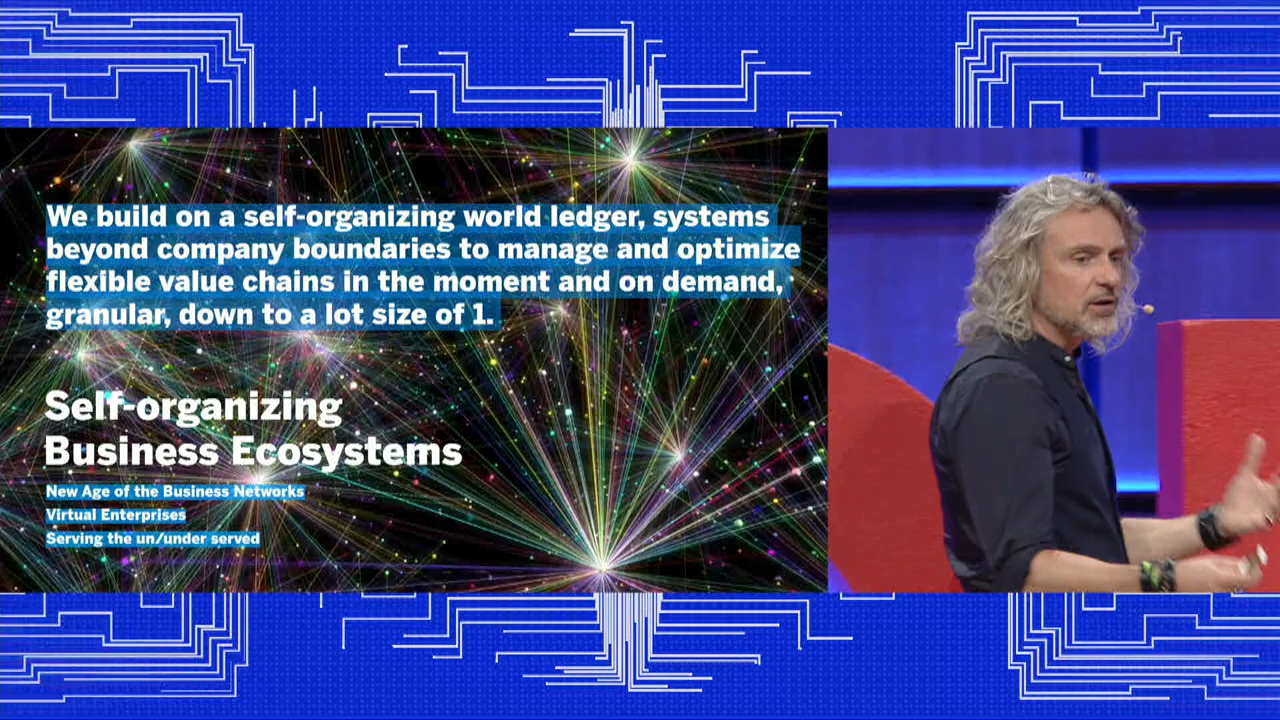 We build on a self-organizing world ledger, systems
beyond company boundaries to manage and optimize
flexible value chains in the moment and on demand,
granular, down to a lot size of 1.
Self-organizing
Business Ecosystems
New Age of the Business Networks
Virtual Enterprises
Serving the un/under served